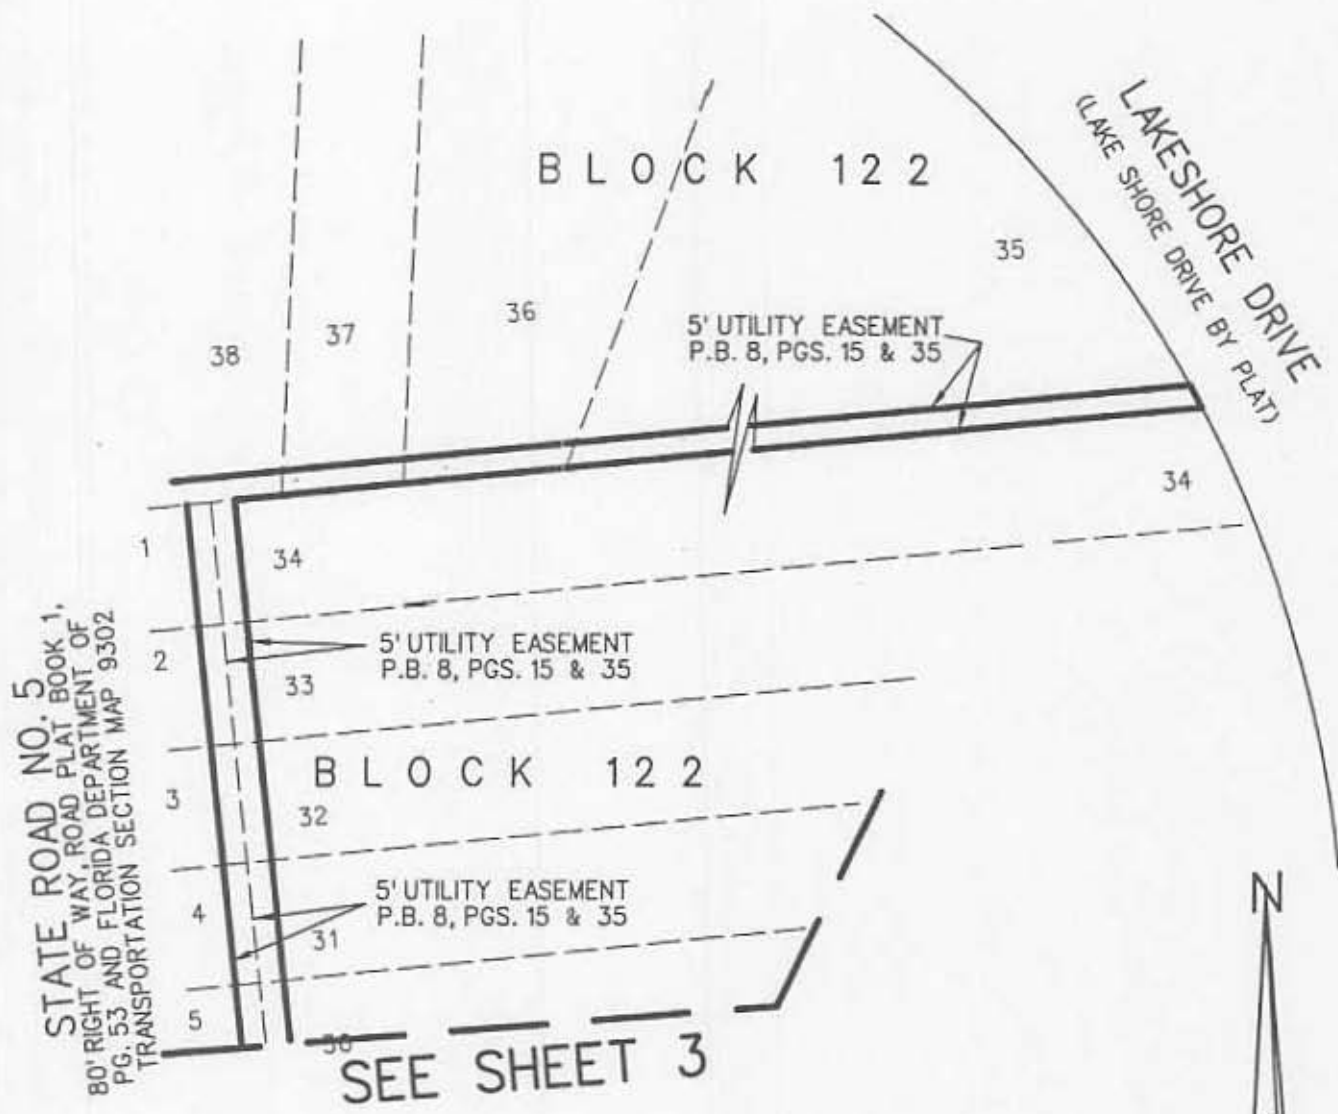 BLOCK 122
LAKESHORE DRIVE
(LAKE SHORE DRIVE BY PLAT)
35
36
37
38
5' UTILITY EASEMENT
P.B. 8, PGS. 15 & 35
34
1
34
2
5' UTILITY EASEMENT
P.B. 8, PGS. 15 & 35
33
BLOCK 122
3
32
5' UTILITY EASEMENT
P.B. 8, PGS. 15 & 35
4
31
5
30
STATE ROAD NO. 5
80' RIGHT OF WAY, ROAD PLAT BOOK 1,
PG. 53 AND FLORIDA DEPARTMENT OF
TRANSPORTATION SECTION MAP 9302
N
SEE SHEET 3